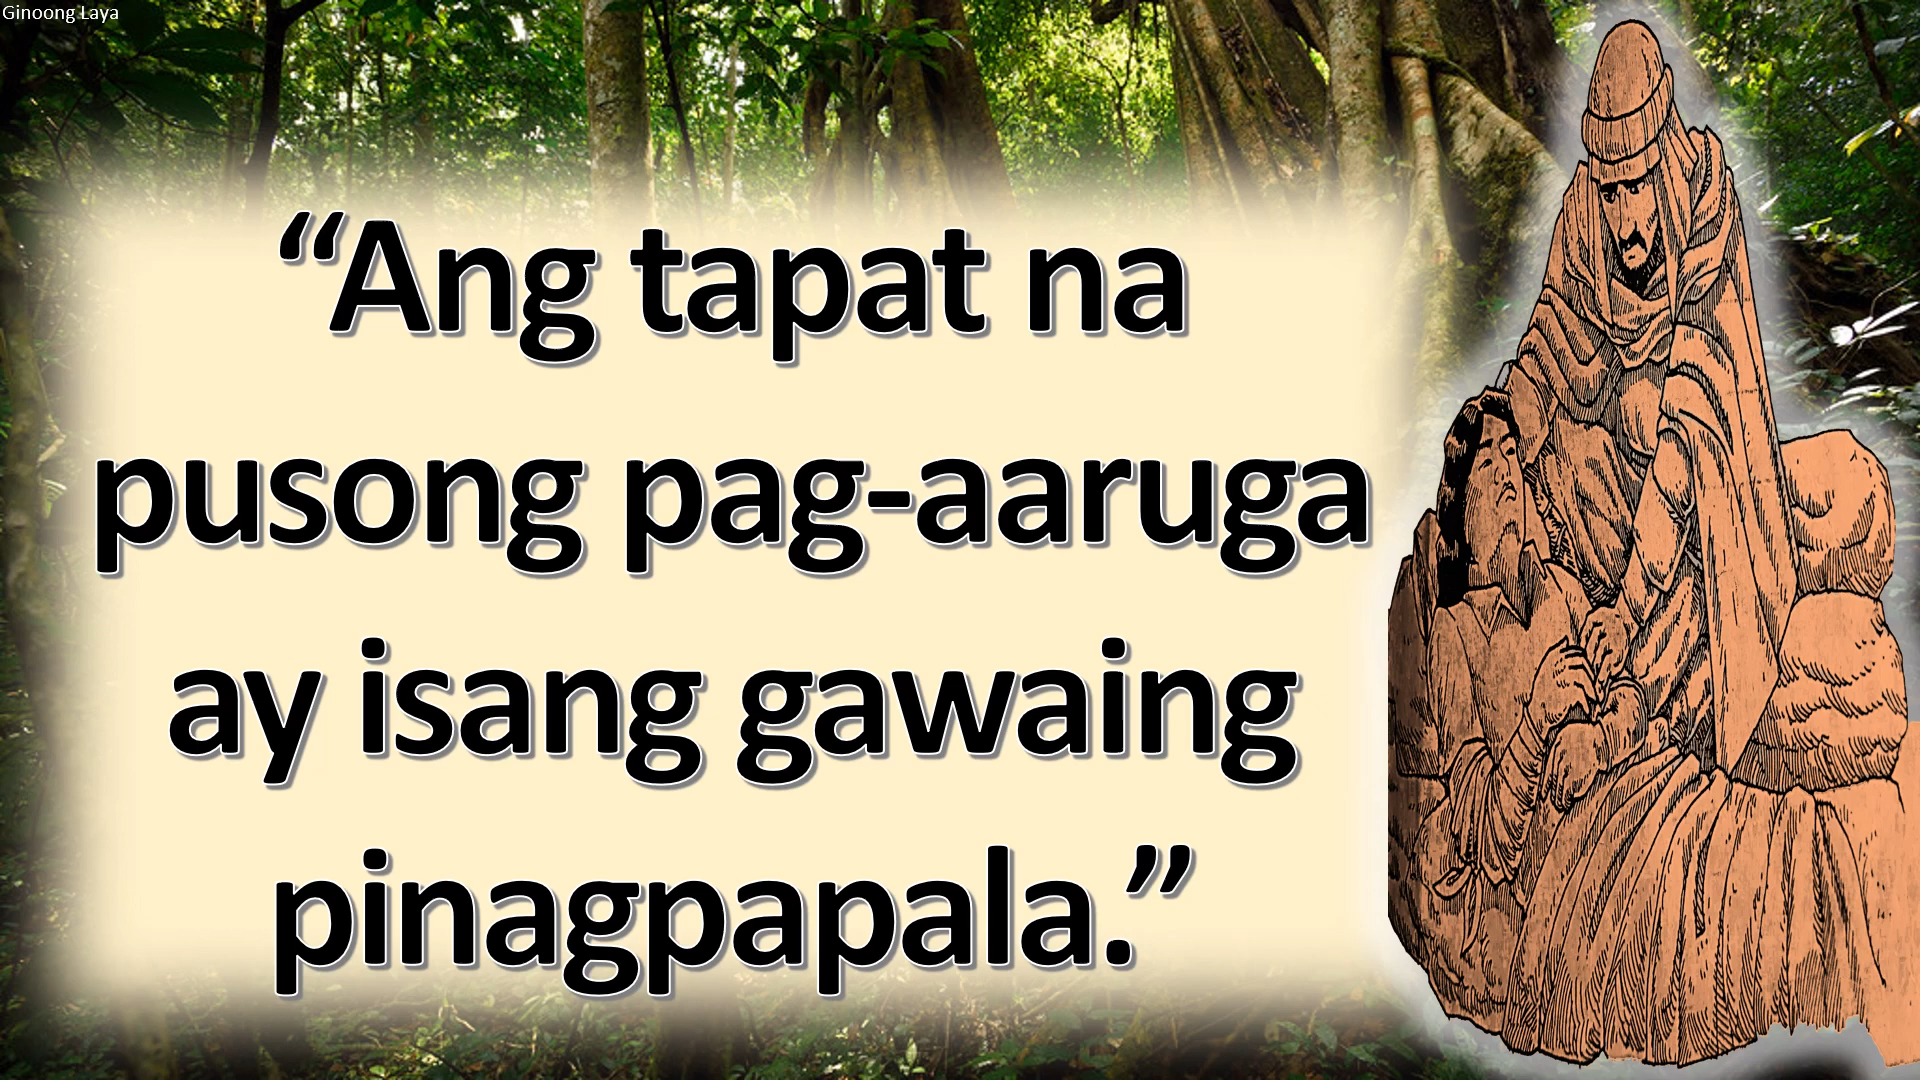 Ginoong Laya
“Ang tapat na
pusong pag-aaruga
ay isang gawaing
pinagpapala.”